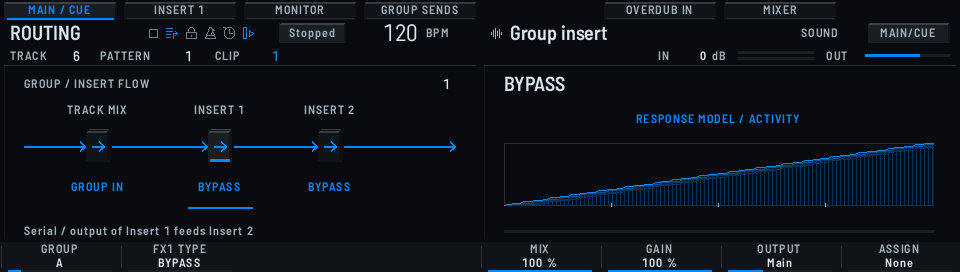 MAIN / CUE INSERT 1 MONITOR GROUP SENDS OVERDUB IN MIXER
ROUTING Stopped 120 BPM Group insert SOUND MAIN/CUE
TRACK 6 PATTERN 1 CLIP 1 IN 0 dB OUT
GROUP / INSERT FLOW 1 BYPASS
TRACK MIX INSERT 1 INSERT 2
RESPONSE MODEL / ACTIVITY
GROUP IN BYPASS BYPASS
Serial / output of Insert 1 feeds Insert 2
GROUP FX1 TYPE MIX GAIN OUTPUT ASSIGN
A BYPASS 100 % 100 % Main None